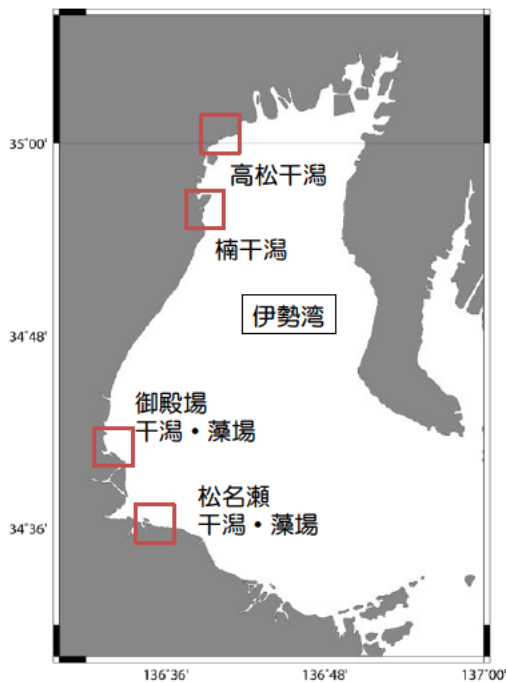 35°00'
高松干潟
楠干潟
伊勢湾
34°48'
御殿場
干潟・藻場
松名瀬
干潟・藻場
34°36'
136°36'
136°48'
137°00'